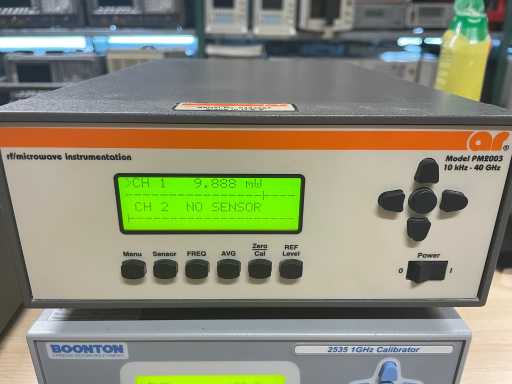 ar®
rf/microwave instrumentation
Model PM2003
10 kHz - 40 GHz
>CH 1 9.888 mW
CH 2 NO SENSOR
Menu Sensor FREQ AVG Zero Cal REF Level
Power
0 I
BOONTON
2535 1GHz Calibrator